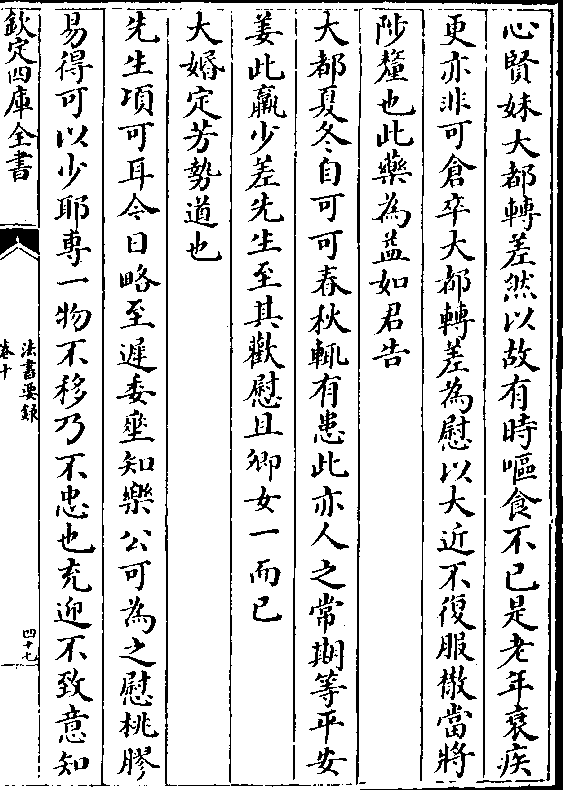 心賢妹大都轉差然以故有時嘔食不已是老年衰疾
更亦非可倉卒大都轉差為慰以大近不復服散當將
陟釐也此藥為益如君告
大都夏冬自可可春秋輒有患此亦人之常期等平安
姜此羸少差先生至其歡慰且卿女一而已
大婚定芳勢道也
先生項可耳今日略至遲委垂知樂公可為之慰桃膠
易得可以少耶專一物不移乃不忠也充迎不致意知
欽定四庫全書
法書要錄
卷十
四十七